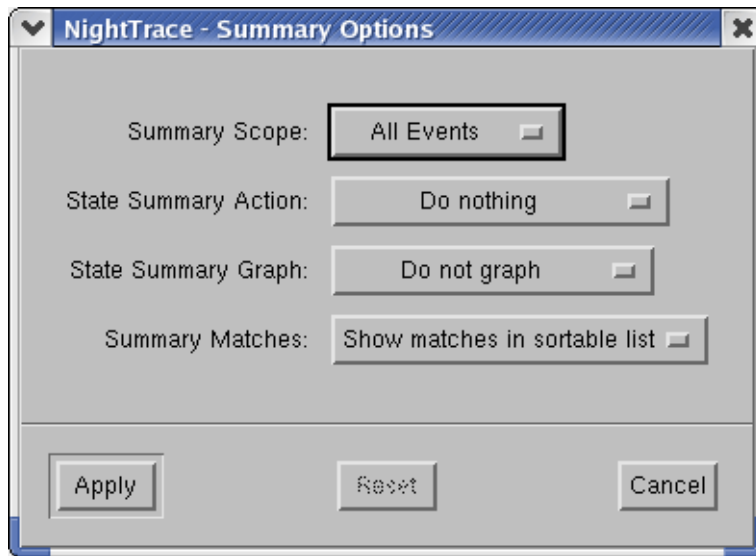 NightTrace - Summary Options
Summary Scope: All Events
State Summary Action: Do nothing
State Summary Graph: Do not graph
Summary Matches: Show matches in sortable list
Apply Reset Cancel